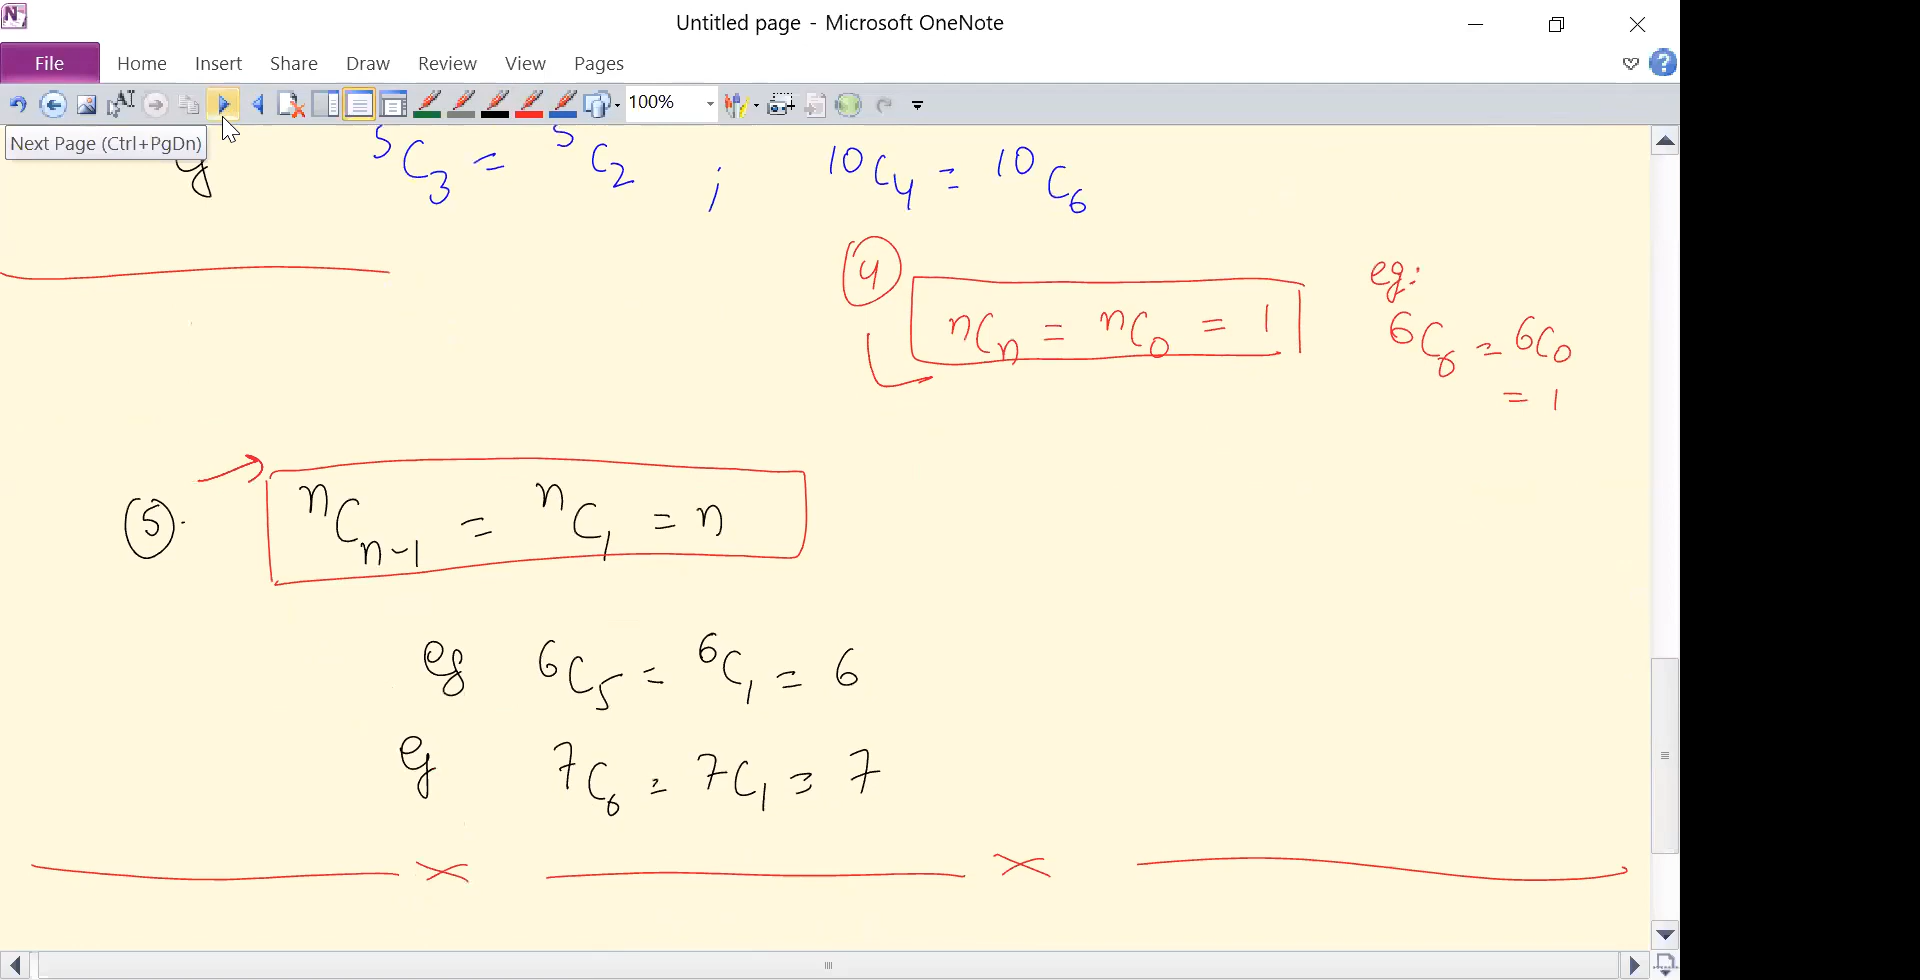 Untitled page - Microsoft OneNote
File Home Insert Share Draw Review View Pages
100%
Next Page (Ctrl+PgDn)
eg ⁵C₃ = ⁵C₂ ; ¹⁰C₄ = ¹⁰C₆
④ ⁿCₙ = ⁿC₀ = 1
eg:
⁶C₆ = ⁶C₀
= 1
⑤. ⁿCₙ₋₁ = ⁿC₁ = n
eg ⁶C₅ = ⁶C₁ = 6
eg ⁷C₆ = ⁷C₁ = 7